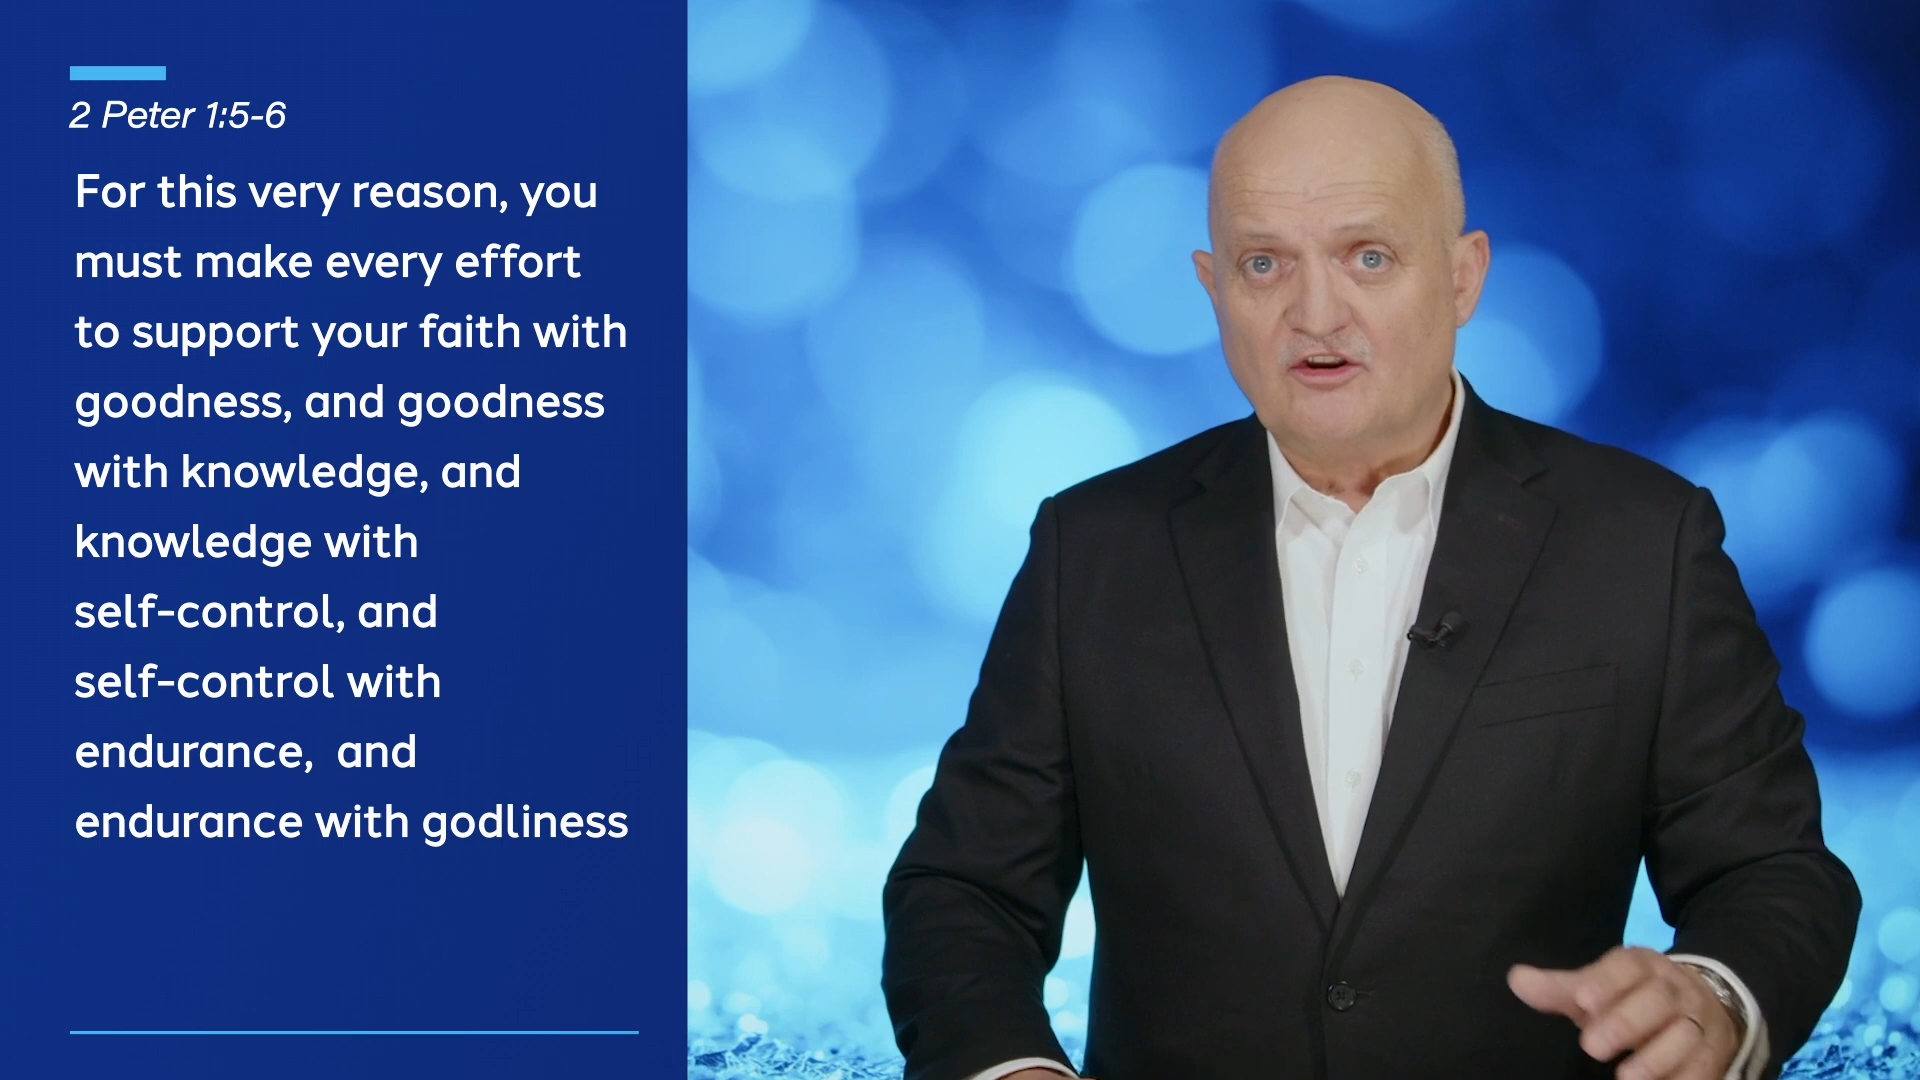 2 Peter 1:5-6
For this very reason, you
must make every effort
to support your faith with
goodness, and goodness
with knowledge, and
knowledge with
self-control, and
self-control with
endurance,  and
endurance with godliness